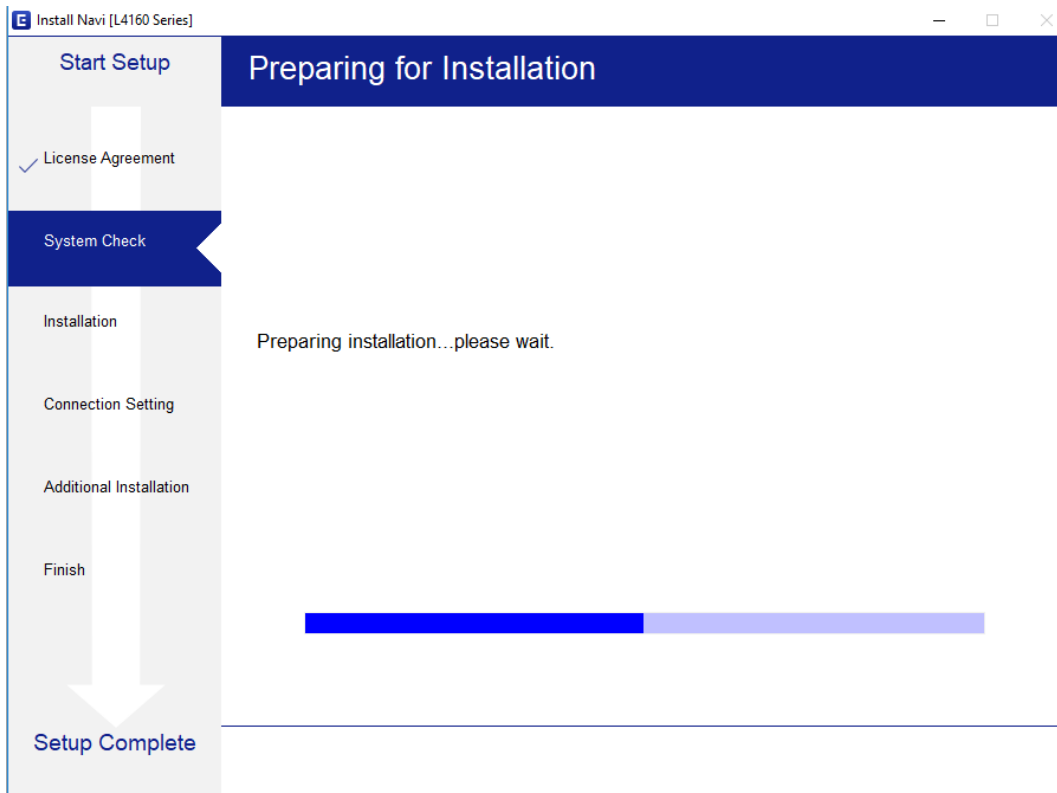 E Install Navi [L4160 Series]
Start Setup
Preparing for Installation
License Agreement
System Check
Installation
Preparing installation...please wait.
Connection Setting
Additional Installation
Finish
Setup Complete